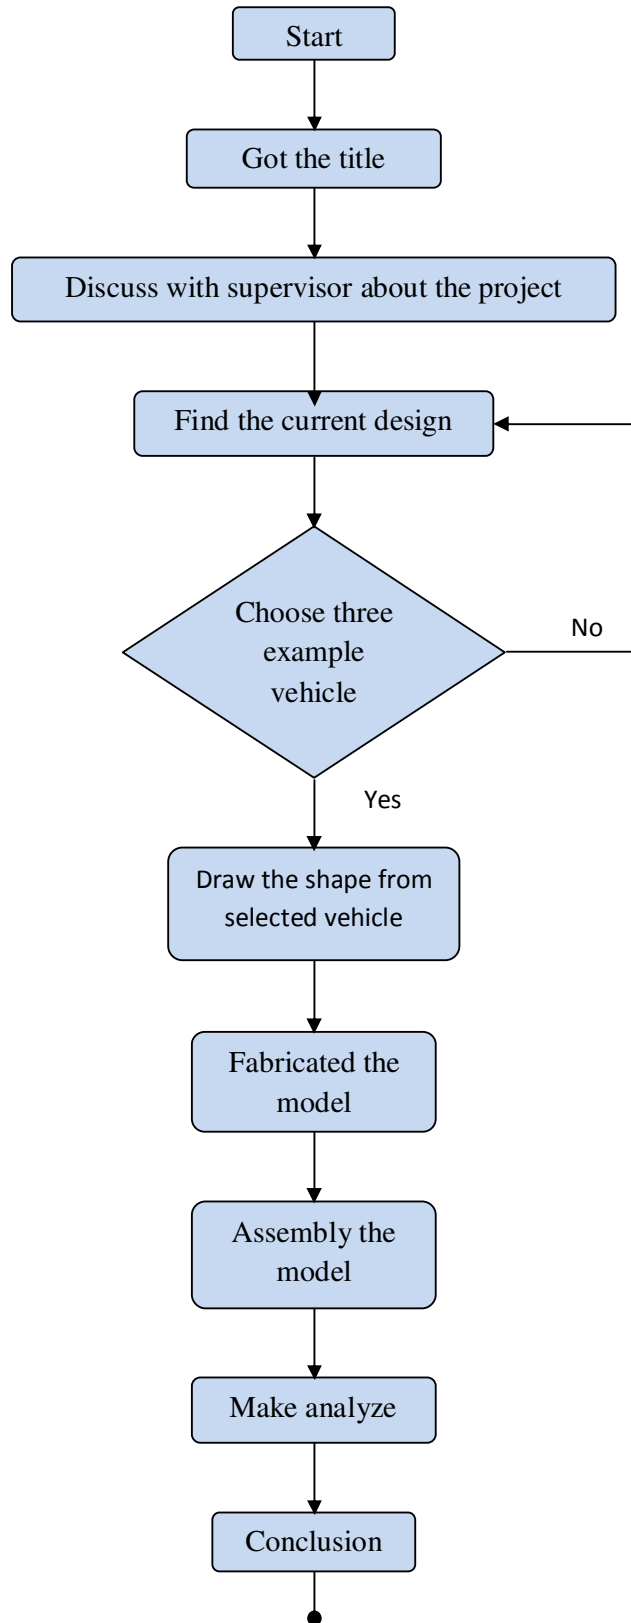 Start
Got the title
Discuss with supervisor about the project
Find the current design
Choose three
example
vehicle
No
Yes
Draw the shape from
selected vehicle
Fabricated the
model
Assembly the
model
Make analyze
Conclusion